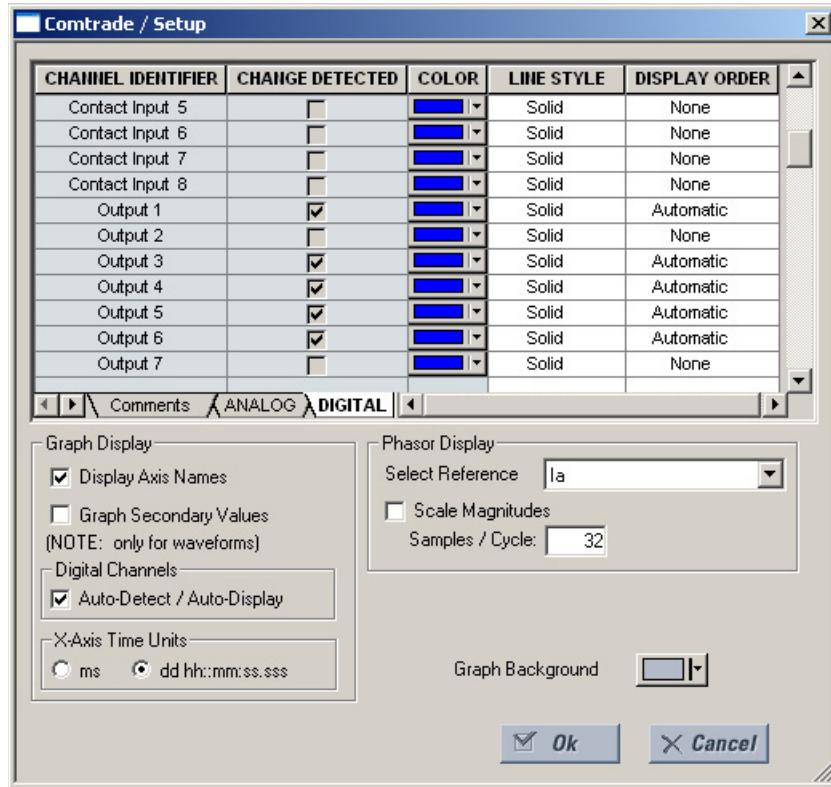 Comtrade / Setup
CHANNEL IDENTIFIER CHANGE DETECTED COLOR LINE STYLE DISPLAY ORDER
Contact Input 5 Solid None
Contact Input 6 Solid None
Contact Input 7 Solid None
Contact Input 8 Solid None
Output 1 Solid Automatic
Output 2 Solid None
Output 3 Solid Automatic
Output 4 Solid Automatic
Output 5 Solid Automatic
Output 6 Solid Automatic
Output 7 Solid None
Comments ANALOG DIGITAL
Graph Display
Display Axis Names
Graph Secondary Values
(NOTE: only for waveforms)
Digital Channels
Auto-Detect / Auto-Display
X-Axis Time Units
ms dd hh::mm:ss.sss
Phasor Display
Select Reference Ia
Scale Magnitudes
Samples / Cycle: 32
Graph Background
Ok Cancel